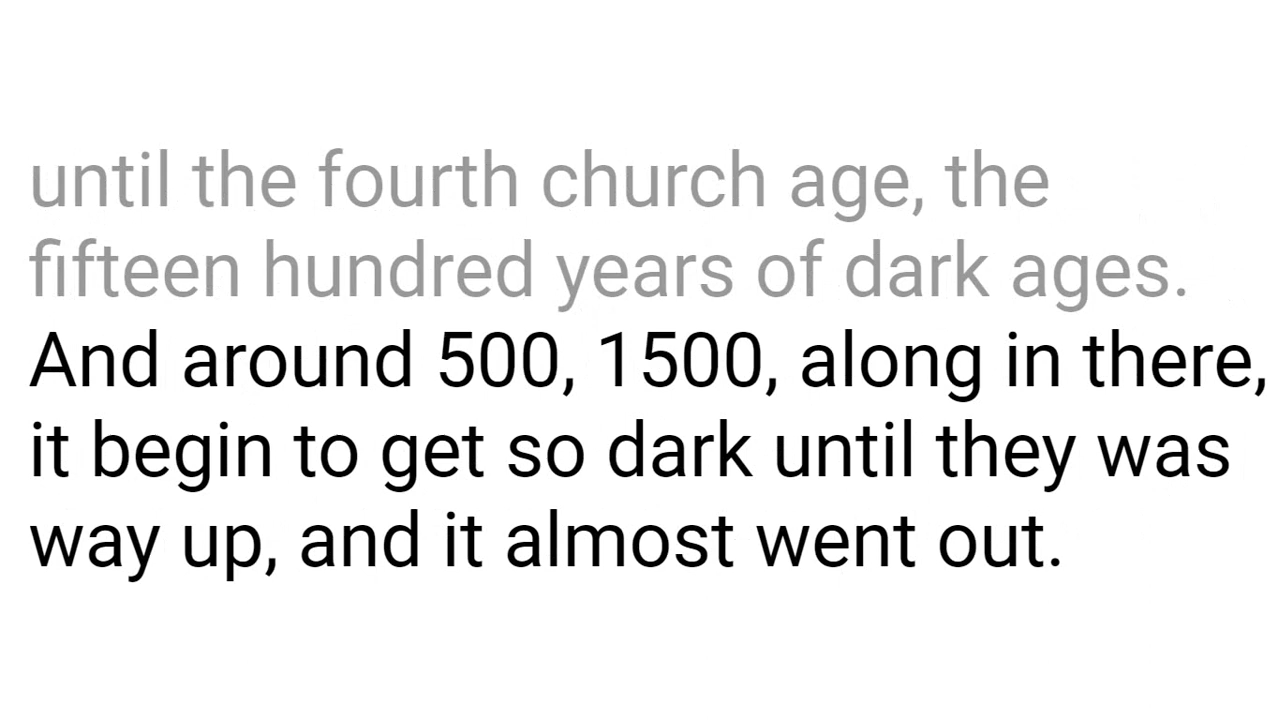 until the fourth church age, the
fifteen hundred years of dark ages.
And around 500, 1500, along in there,
it begin to get so dark until they was
way up, and it almost went out.